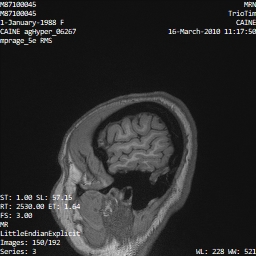 M87100045
MRN
M87100045
TrioTim
1-January-1988 F
CAINE
CAINE agHyper_06267
16-March-2010 11:17:50
mprage_5e RMS
ST: 1.00 SL: 57.15
RT: 2530.00 ET: 1.64
FS: 3.00
MR
LittleEndianExplicit
Images: 150/192
Series: 3
WL: 228 WW: 521